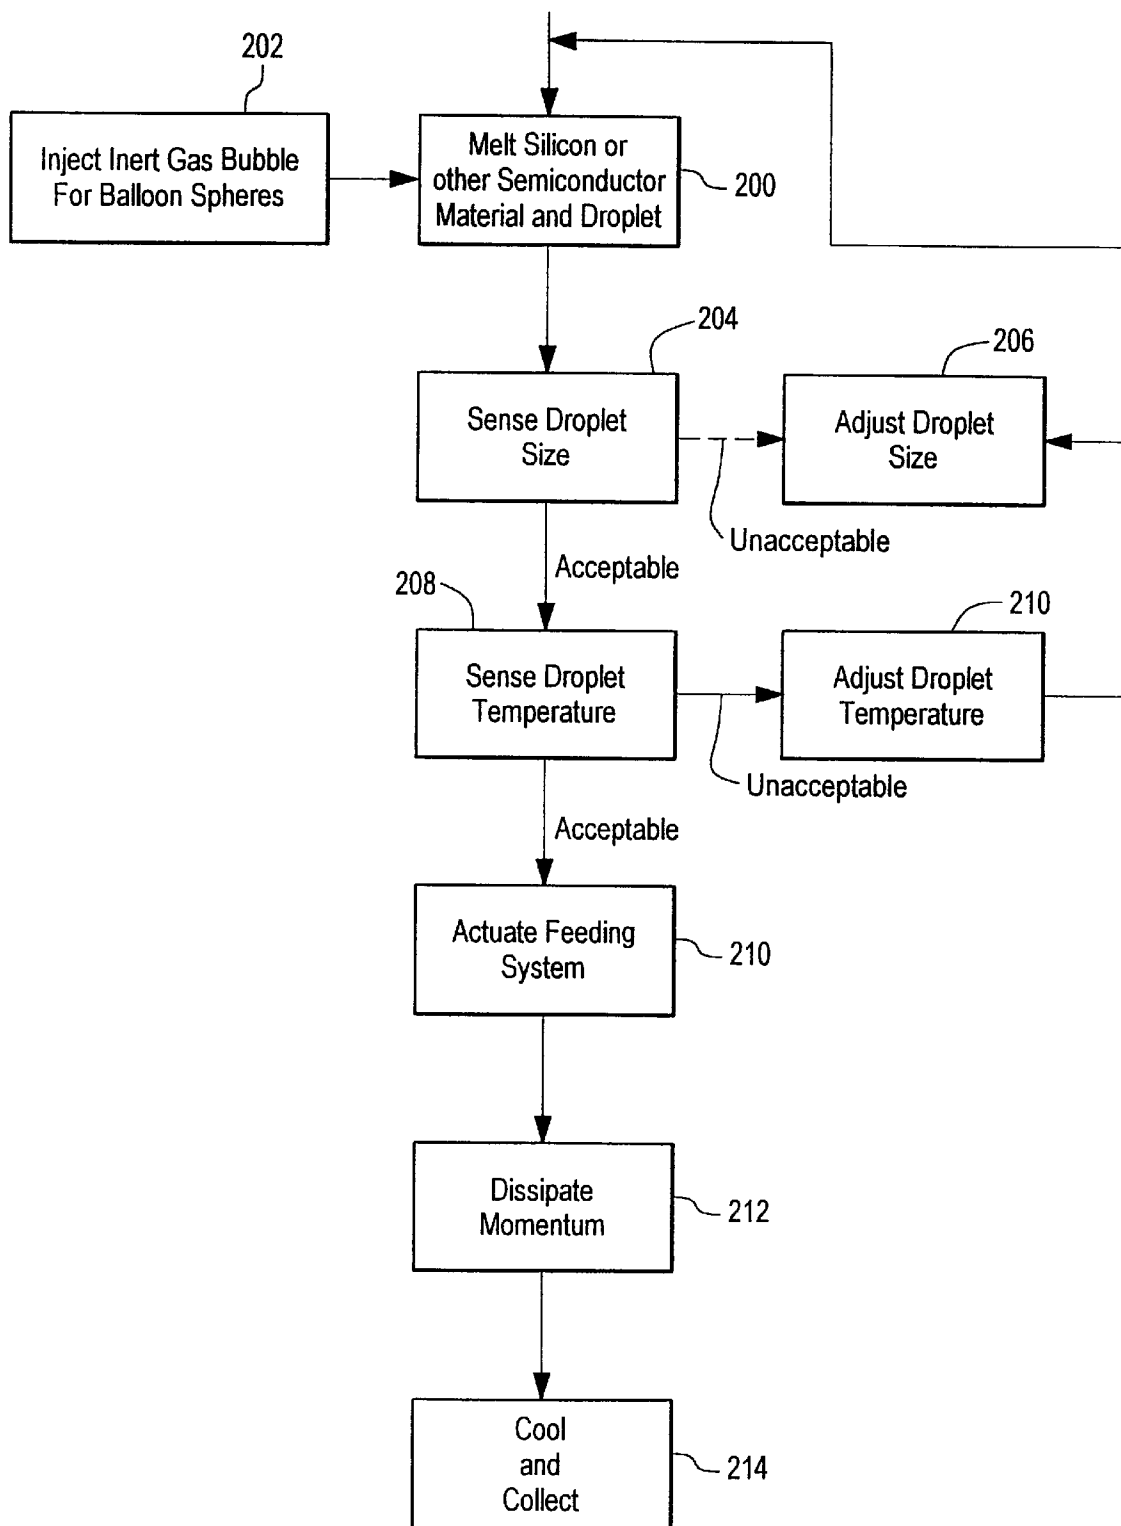 202
Inject Inert Gas Bubble
For Balloon Spheres
Melt Silicon or
other Semiconductor
Material and Droplet
200
204
Sense Droplet
Size
206
Adjust Droplet
Size
Unacceptable
Acceptable
208
Sense Droplet
Temperature
210
Adjust Droplet
Temperature
Unacceptable
Acceptable
Actuate Feeding
System
210
Dissipate
Momentum
212
Cool
and
Collect
214